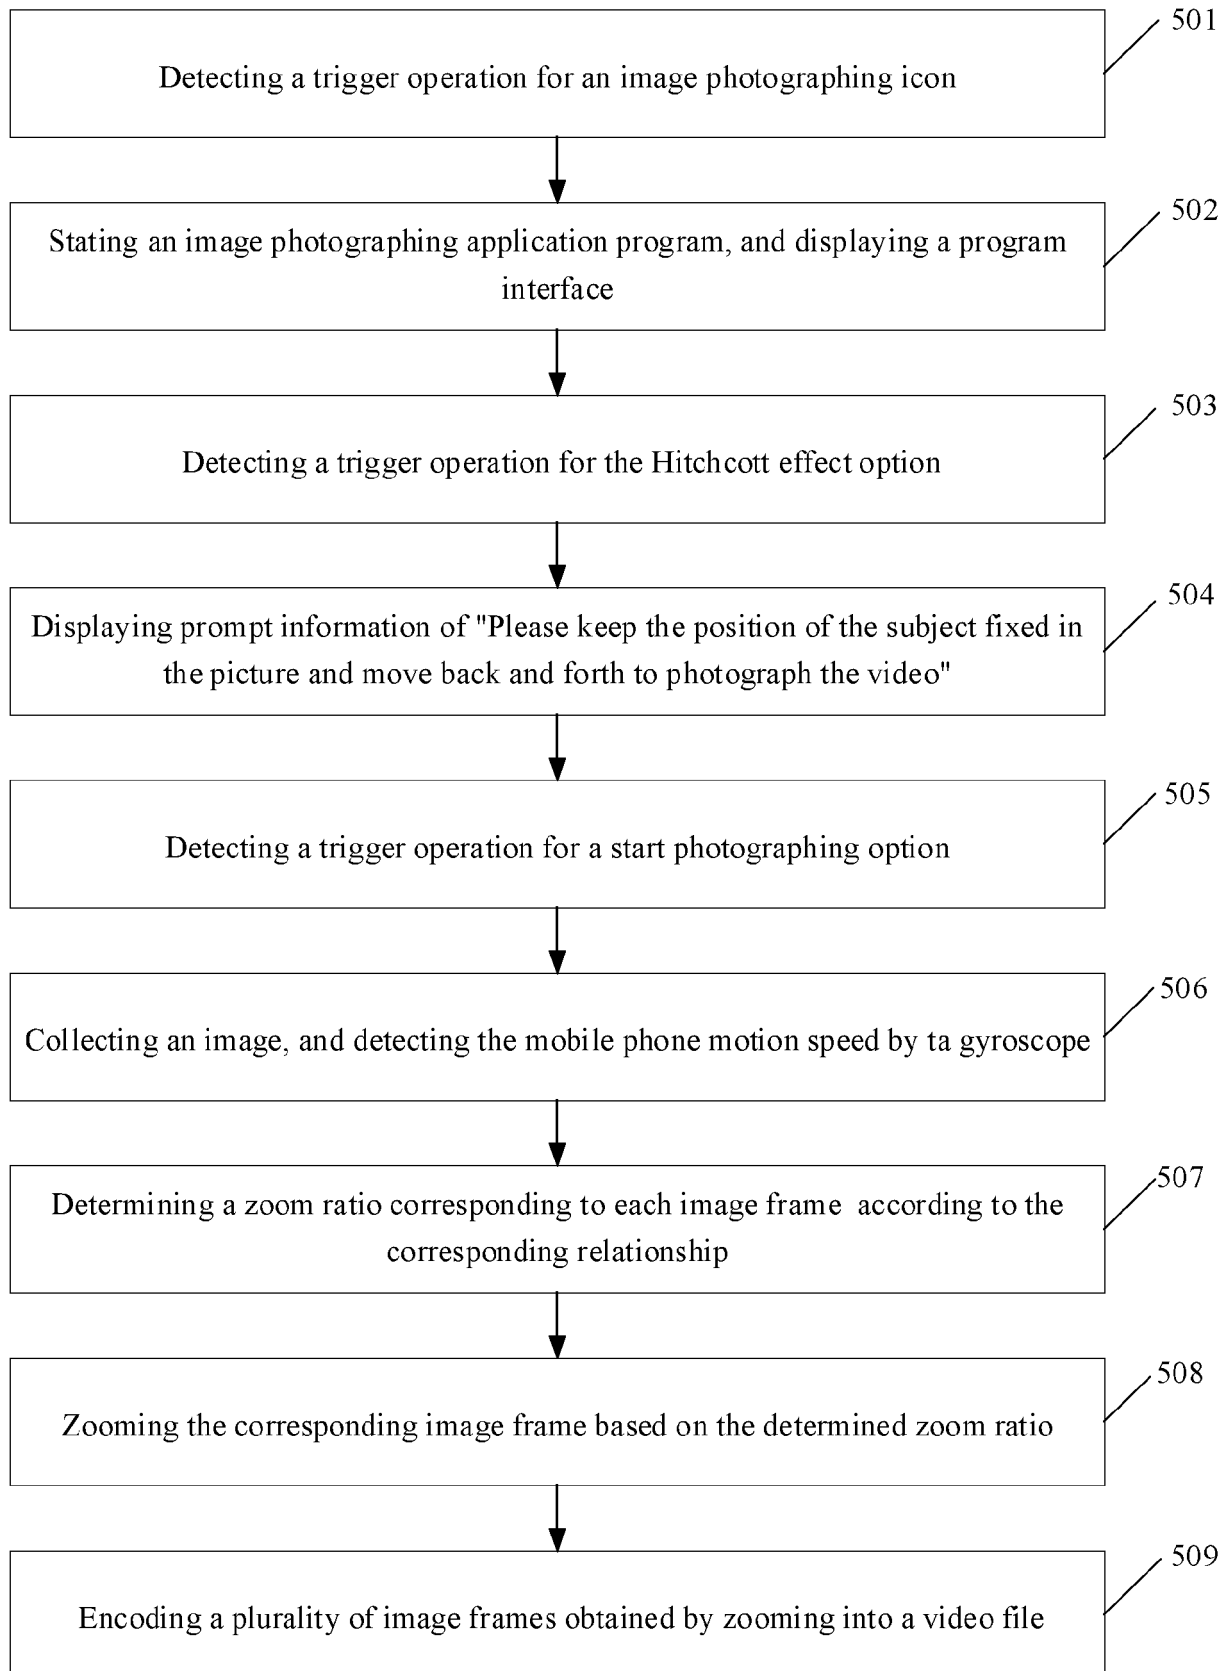 501
Detecting a trigger operation for an image photographing icon
502
Stating an image photographing application program, and displaying a program
interface
503
Detecting a trigger operation for the Hitchcott effect option
504
Displaying prompt information of "Please keep the position of the subject fixed in
the picture and move back and forth to photograph the video"
505
Detecting a trigger operation for a start photographing option
506
Collecting an image, and detecting the mobile phone motion speed by ta gyroscope
507
Determining a zoom ratio corresponding to each image frame according to the
corresponding relationship
508
Zooming the corresponding image frame based on the determined zoom ratio
509
Encoding a plurality of image frames obtained by zooming into a video file